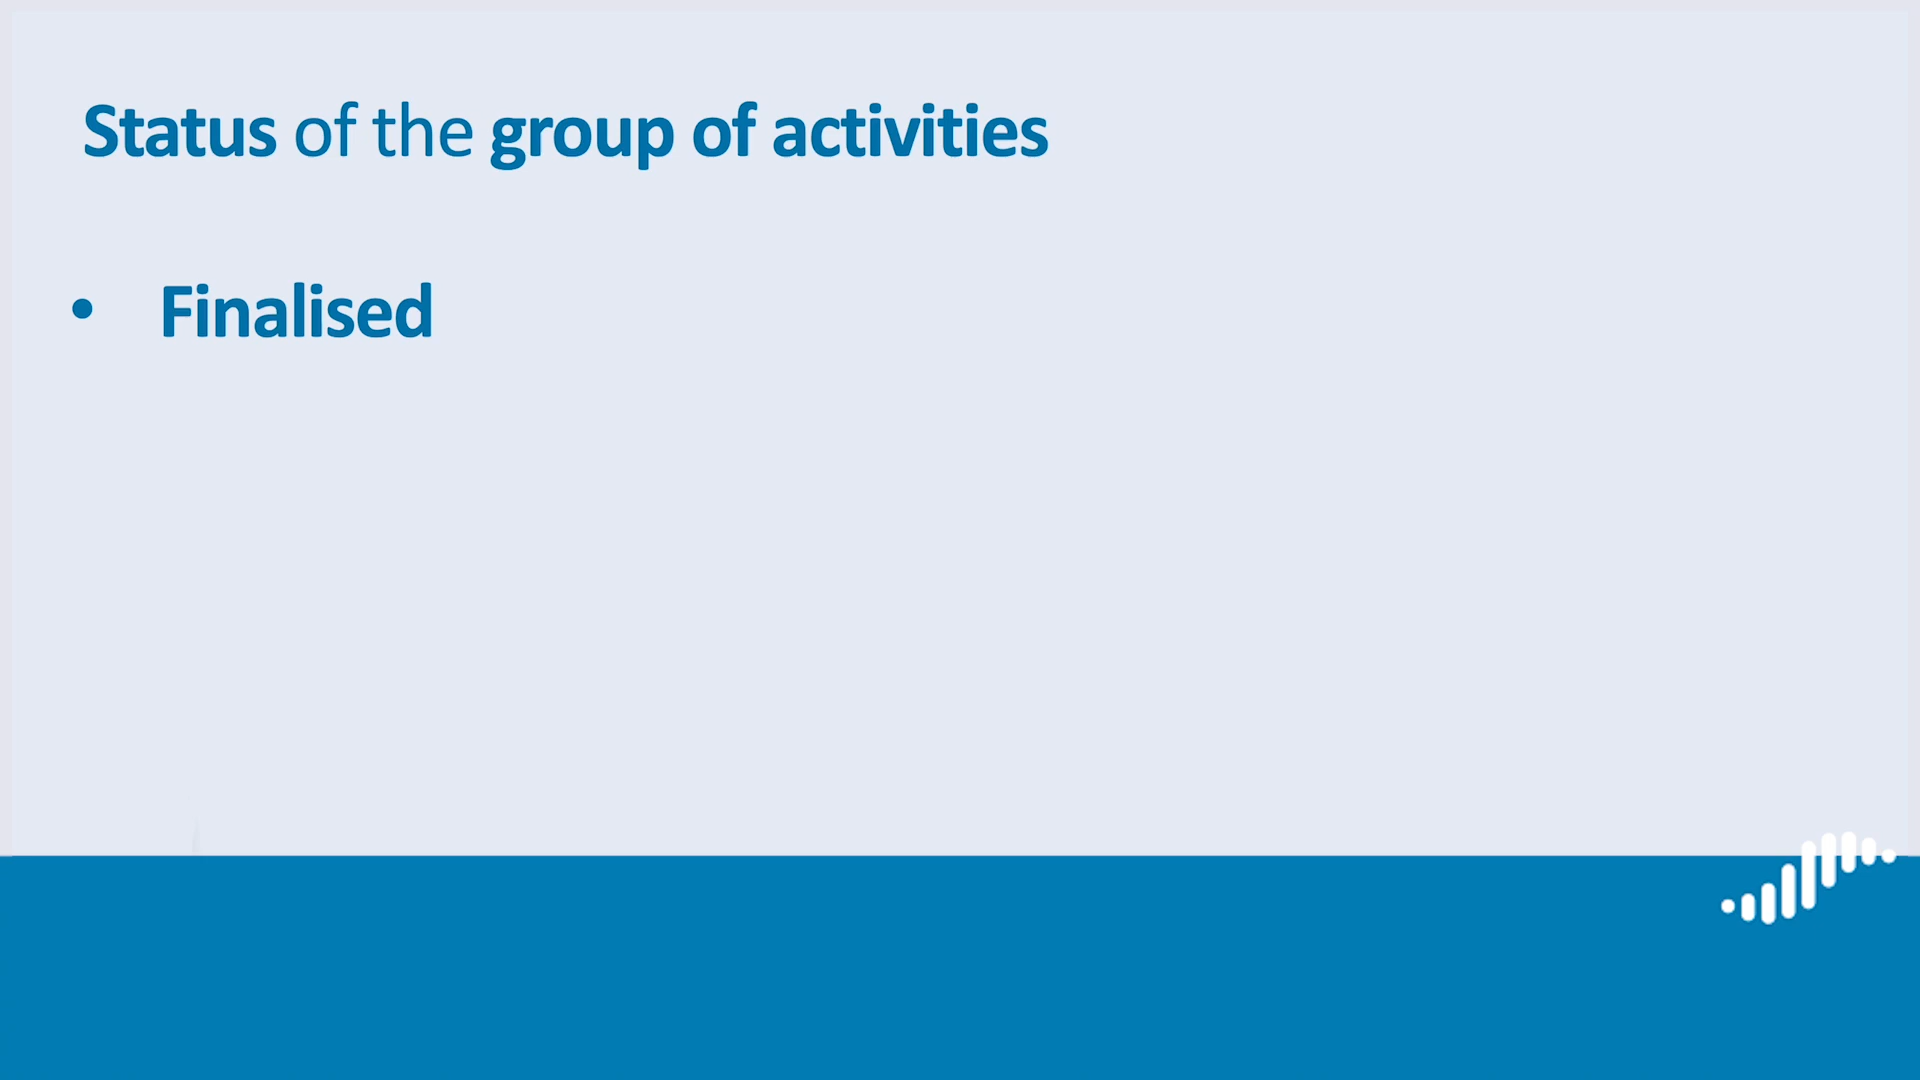 Status of the group of activities
• Finalised